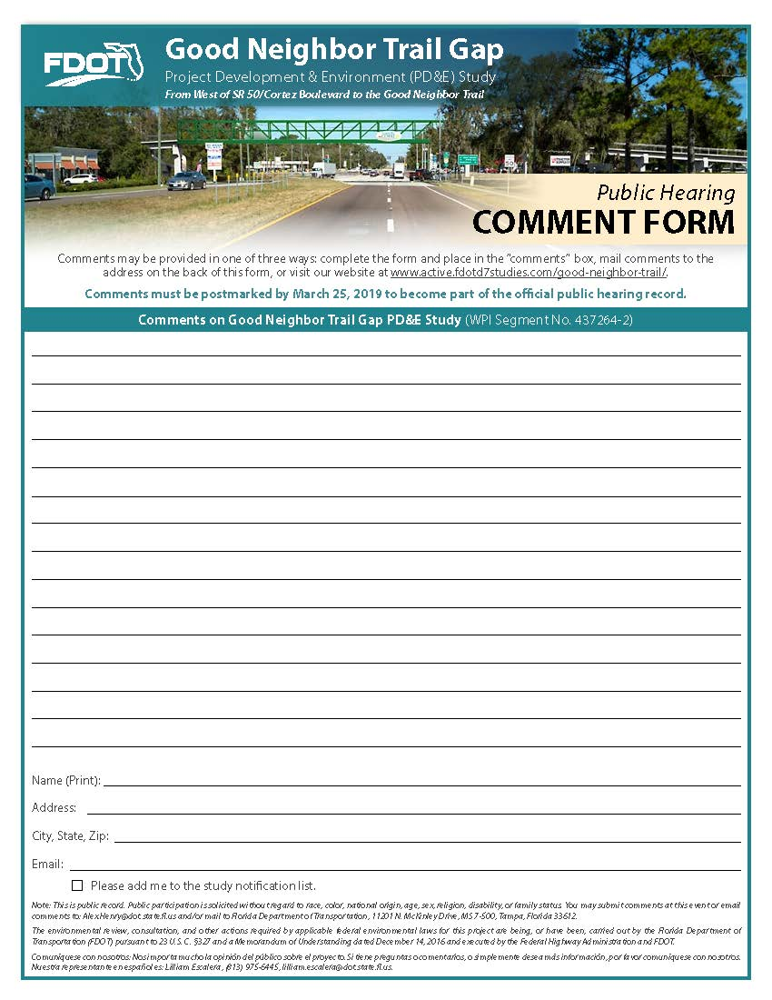 FDOT
Good Neighbor Trail Gap
Project Development & Environment (PD&E) Study
From West of SR 50/Cortez Boulevard to the Good Neighbor Trail
Public Hearing
COMMENT FORM
Comments may be provided in one of three ways: complete the form and place in the "comments" box, mail comments to the
address on the back of this form, or visit our website at www.active.fdotd7studies.com/good-neighbor-trail/.
Comments must be postmarked by March 25, 2019 to become part of the official public hearing record.
Comments on Good Neighbor Trail Gap PD&E Study (WPI Segment No. 437264-2)
Name (Print):
Address:
City, State, Zip:
Email:
Please add me to the study notification list.
Note: This is public record. Public participation is solicited without regard to race, color, national origin, age, sex, religion, disability, or family status. You may submit comments at this event or email
comments to: Alex.Henry@dot.state.fl.us and/or mail to Florida Department of Transportation, 11201 N. McKinley Drive, MS 7-500, Tampa, Florida 33612.
The environmental review, consultation, and other actions required by applicable federal environmental laws for this project are being, or have been, carried out by the Florida Department of
Transportation (FDOT) pursuant to 23 U.S.C. §327 and a Memorandum of Understanding dated December 14, 2016 and executed by the Federal Highway Administration and FDOT.
Comuníquese con nosotros: Nos importa mucho la opinión del público sobre el proyecto. Si tiene preguntas o comentarios, o simplemente desea más información, por favor comuníquese con nosotros.
Nuestra representante en español es: Lilliam Escalera, (813) 975-6445, lilliam.escalera@dot.state.fl.us.